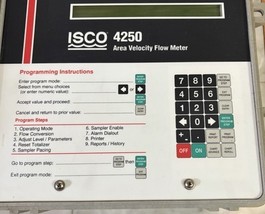 ISCO 4250
Area Velocity Flow Meter
Programming Instructions
Enter program mode:
Select from menu choices
(or enter numeric value):
Accept value and proceed:
Cancel and return to prior value:
Program Steps
1. Operating Mode
2. Flow Conversion
3. Adjust Level / Parameters
4. Reset Totalizer
5. Sampler Pacing
6. Sampler Enable
7. Alarm Dialout
8. Printer
9. Reports / History
Go to program step:
then
Exit program mode:
7 8 9
4 5 6
1 2 3
0
+ . -
OFF ON